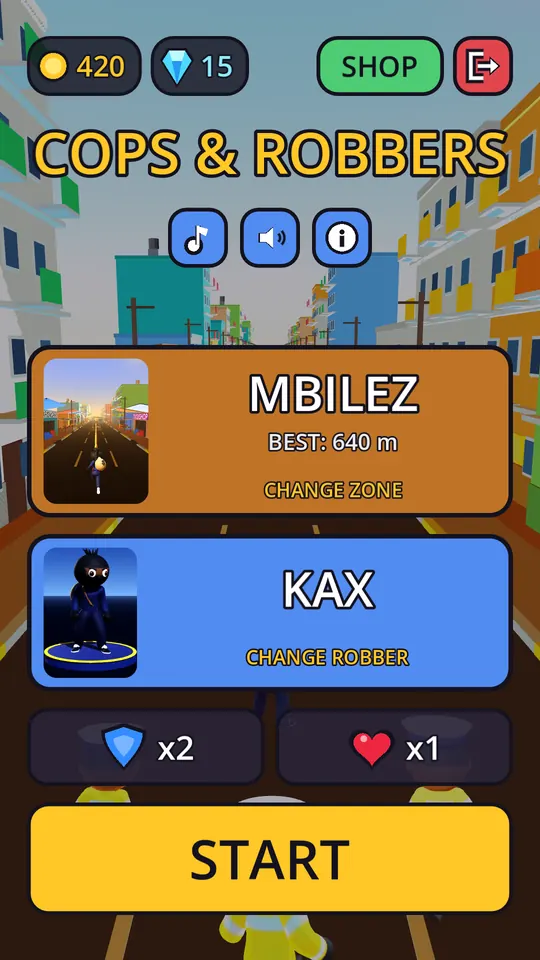 420
15
SHOP
COPS & ROBBERS
MBILEZ
BEST: 640 m
CHANGE ZONE
KAX
CHANGE ROBBER
x2
x1
START